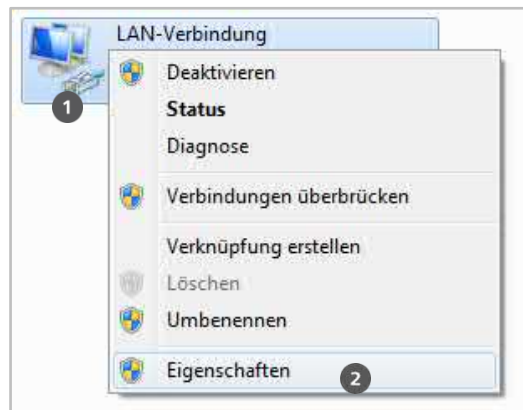 LAN-Verbindung
1
Deaktivieren
Status
Diagnose
Verbindungen überbrücken
Verknüpfung erstellen
Löschen
Umbenennen
Eigenschaften 2